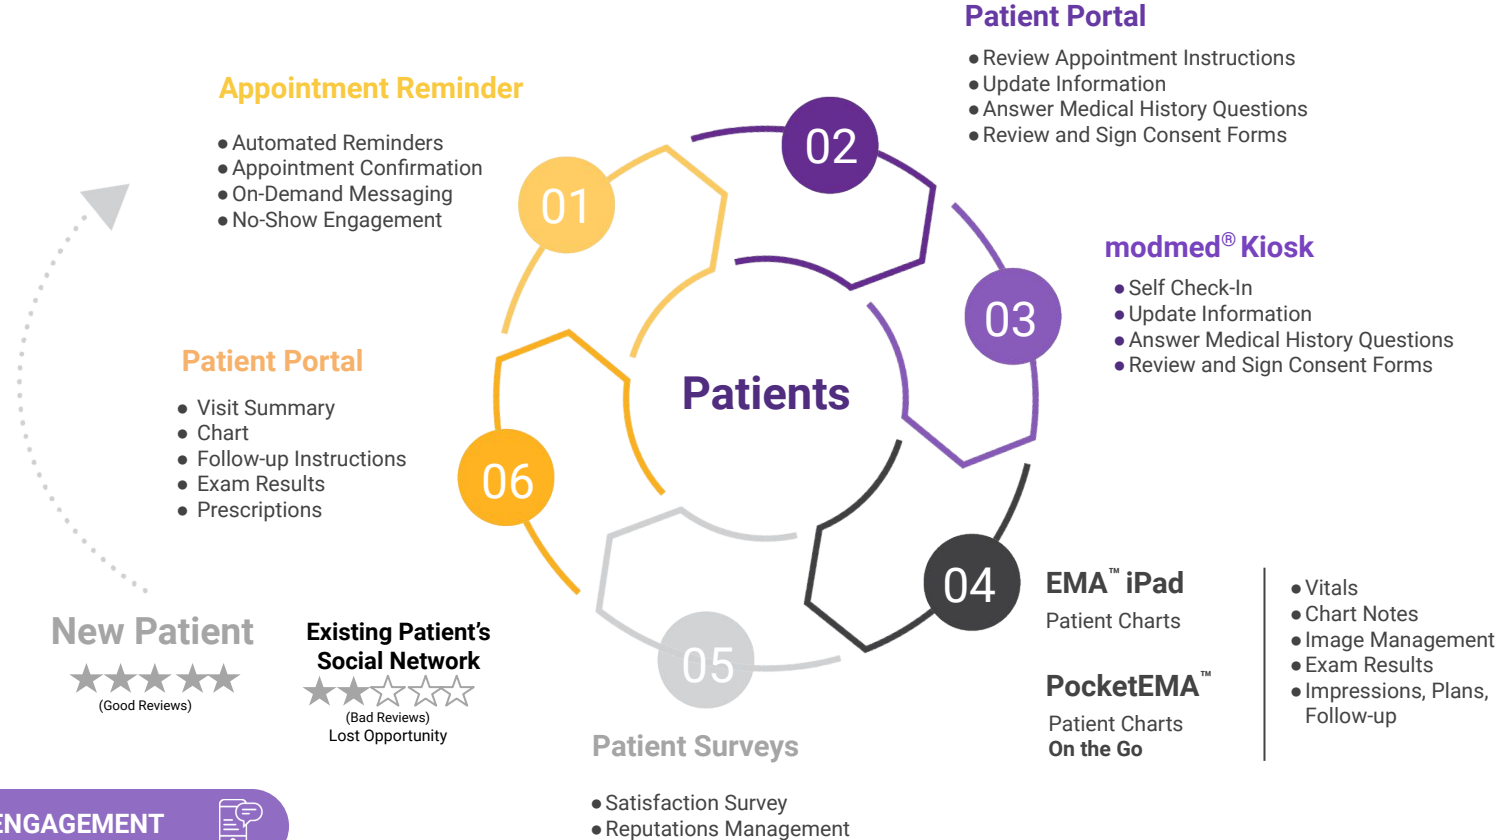 Appointment Reminder
● Automated Reminders
● Appointment Confirmation
● On-Demand Messaging
● No-Show Engagement
01
Patient Portal
● Review Appointment Instructions
● Update Information
● Answer Medical History Questions
● Review and Sign Consent Forms
02
modmed® Kiosk
● Self Check-In
● Update Information
● Answer Medical History Questions
● Review and Sign Consent Forms
03
Patients
04
EMA™ iPad
Patient Charts
PocketEMA™
Patient Charts
On the Go
● Vitals
● Chart Notes
● Image Management
● Exam Results
● Impressions, Plans,
Follow-up
05
Patient Surveys
● Satisfaction Survey
● Reputations Management
06
Patient Portal
● Visit Summary
● Chart
● Follow-up Instructions
● Exam Results
● Prescriptions
New Patient
(Good Reviews)
Existing Patient’s
Social Network
(Bad Reviews)
Lost Opportunity
ENGAGEMENT